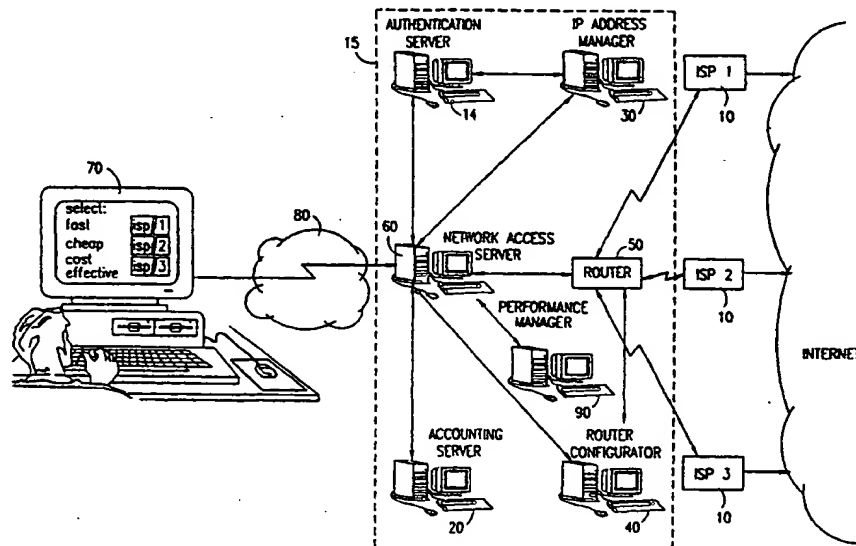 AUTHENTICATION
SERVER
IP ADDRESS
MANAGER
15
14
30
ISP 1
10
70
select:
fast
isp 1
cheap
isp 2
cost
effective
isp 3
80
60
NETWORK ACCESS
SERVER
50
ROUTER
ISP 2
10
PERFORMANCE
MANAGER
90
INTERNET
ACCOUNTING
SERVER
20
ROUTER
CONFIGURATOR
40
ISP 3
10